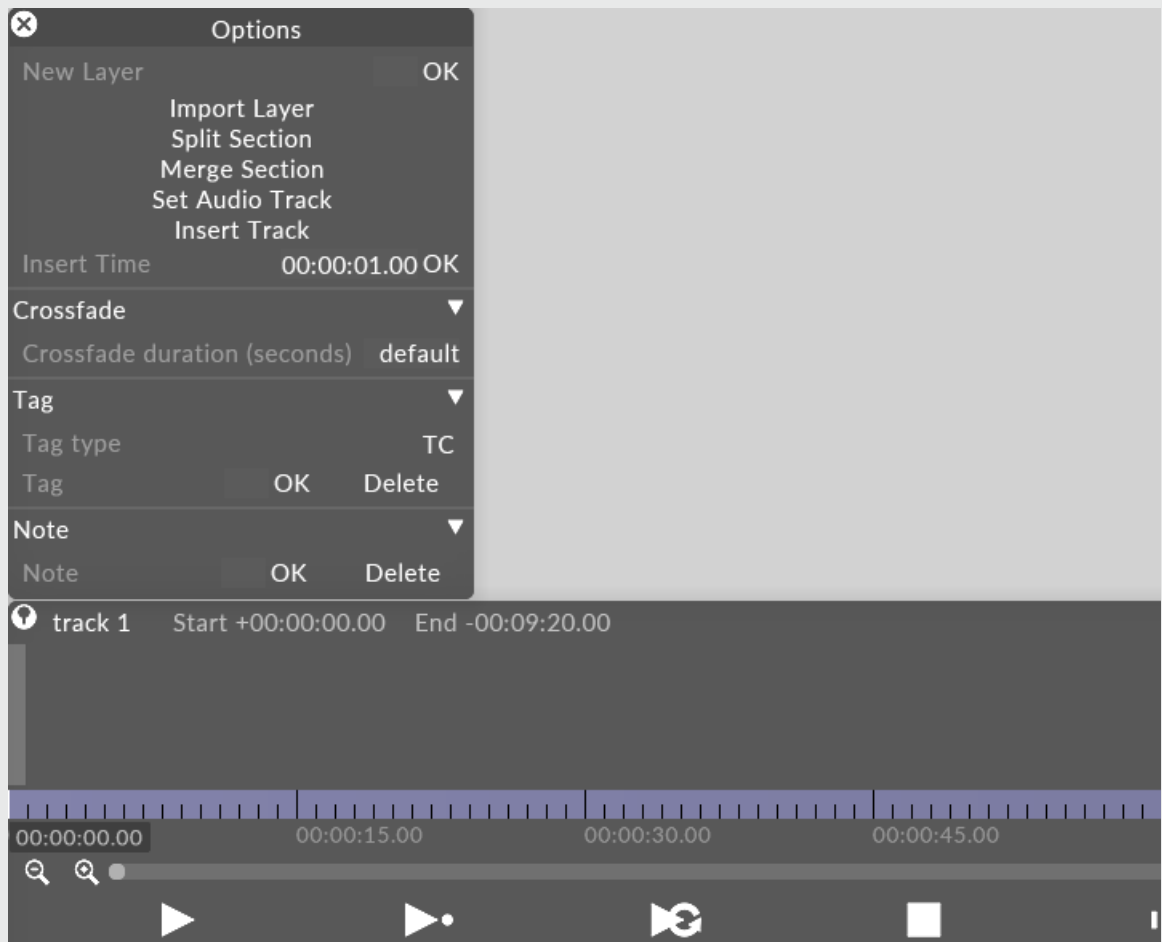 Options
New Layer OK
Import Layer
Split Section
Merge Section
Set Audio Track
Insert Track
Insert Time 00:00:01.00 OK
Crossfade
Crossfade duration (seconds) default
Tag
Tag type TC
Tag OK Delete
Note
Note OK Delete
track 1 Start +00:00:00.00 End -00:09:20.00
00:00:00.00 00:00:15.00 00:00:30.00 00:00:45.00